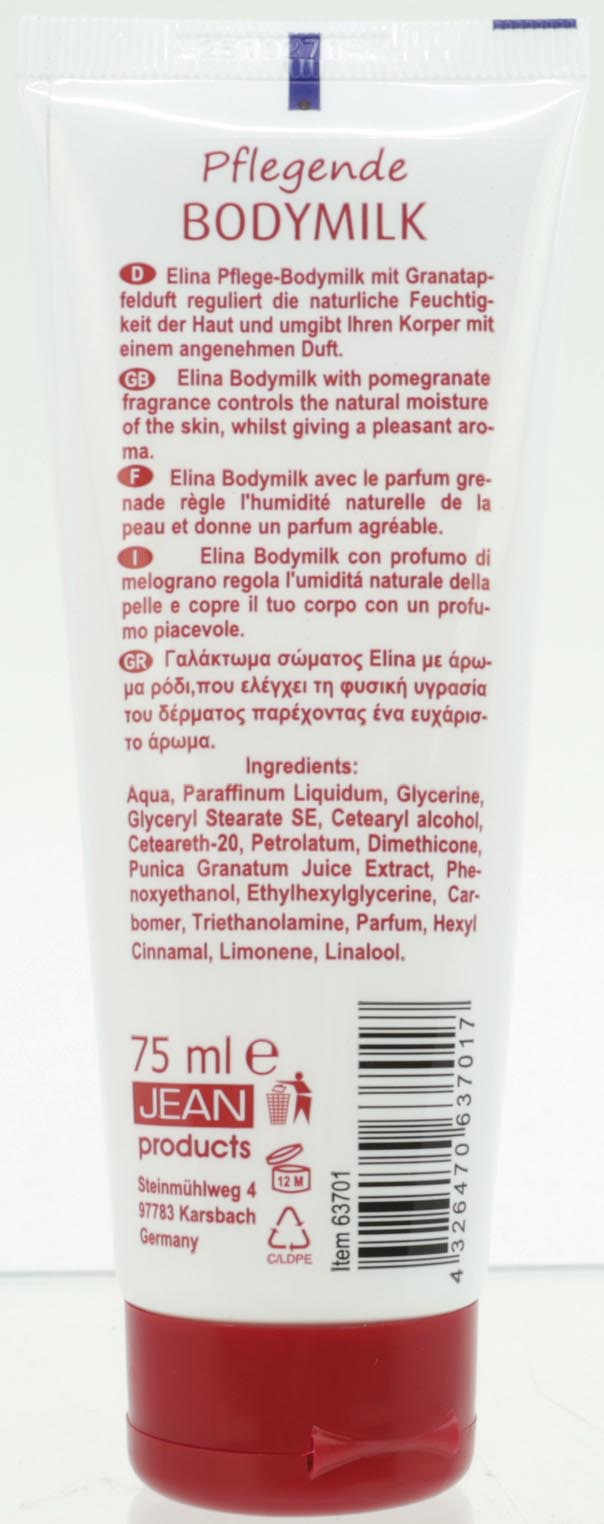 Pflegende
BODYMILK
D Elina Pflege-Bodymilk mit Granatap-
felduft reguliert die naturliche Feuchtig-
keit der Haut und umgibt Ihren Korper mit
einem angenehmen Duft.
GB Elina Bodymilk with pomegranate
fragrance controls the natural moisture
of the skin, whilst giving a pleasant aro-
ma.
F Elina Bodymilk avec le parfum gre-
nade règle l'humidité naturelle de la
peau et donne un parfum agréable.
I Elina Bodymilk con profumo di
melograno regola l'umiditá naturale della
pelle e copre il tuo corpo con un profu-
mo piacevole.
GR Γαλάκτωμα σώματος Elina με άρω-
μα ρόδι,που ελέγχει τη φυσική υγρασία
του δέρματος παρέχοντας ένα ευχάρισ-
το άρωμα.
Ingredients:
Aqua, Paraffinum Liquidum, Glycerine,
Glyceryl Stearate SE, Cetearyl alcohol,
Ceteareth-20, Petrolatum, Dimethicone,
Punica Granatum Juice Extract, Phe-
noxyethanol, Ethylhexylglycerine, Car-
bomer, Triethanolamine, Parfum, Hexyl
Cinnamal, Limonene, Linalool.
75 ml e
JEAN
products
Steinmühlweg 4
97783 Karsbach
Germany
12 M
C/LDPE
Item 63701
4 326470 637017